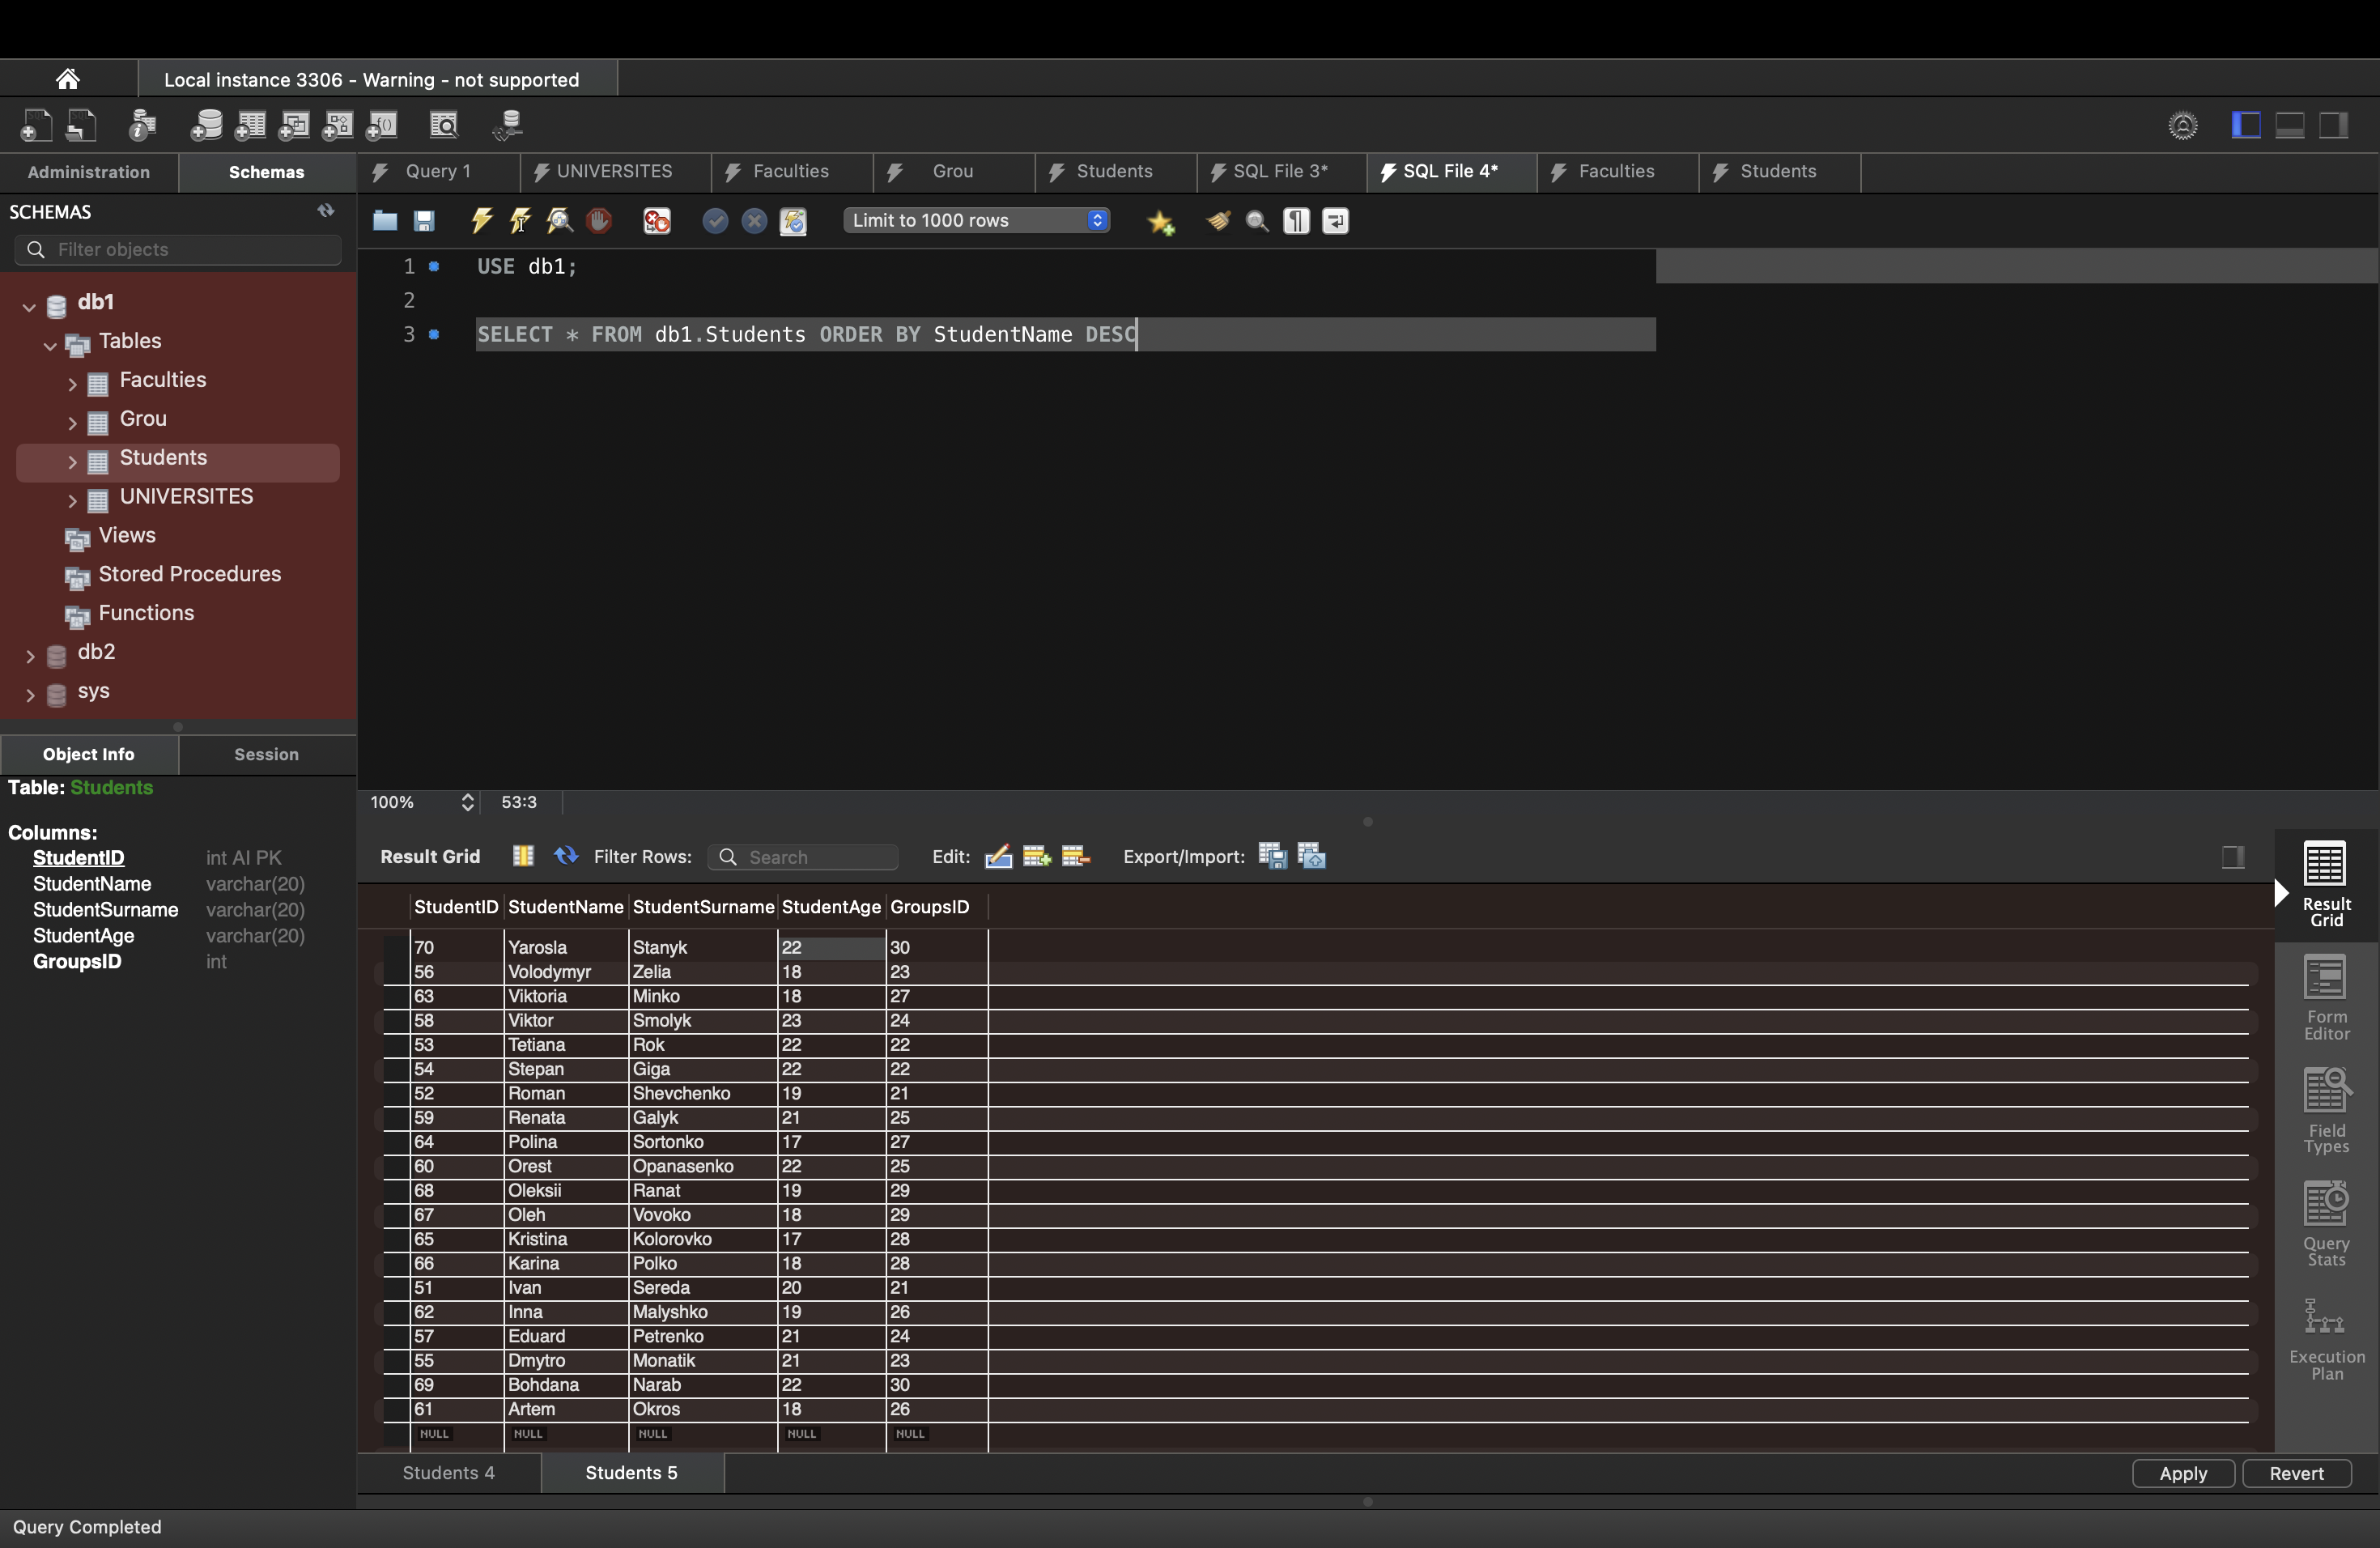 Local instance 3306 - Warning - not supported
Administration Schemas Query 1 UNIVERSITES Faculties Grou Students SQL File 3* SQL File 4* Faculties Students
SCHEMAS
Limit to 1000 rows
Filter objects
1 USE db1;
2
3 SELECT * FROM db1.Students ORDER BY StudentName DESC
db1
Tables
Faculties
Grou
Students
UNIVERSITES
Views
Stored Procedures
Functions
db2
sys
Object Info Session
Table: Students
Columns:
StudentID int AI PK
StudentName varchar(20)
StudentSurname varchar(20)
StudentAge varchar(20)
GroupsID int
100% 53:3
Result Grid Filter Rows: Search Edit: Export/Import:
StudentID StudentName StudentSurname StudentAge GroupsID
70 Yarosla Stanyk 22 30
56 Volodymyr Zelia 18 23
63 Viktoria Minko 18 27
58 Viktor Smolyk 23 24
53 Tetiana Rok 22 22
54 Stepan Giga 22 22
52 Roman Shevchenko 19 21
59 Renata Galyk 21 25
64 Polina Sortonko 17 27
60 Orest Opanasenko 22 25
68 Oleksii Ranat 19 29
67 Oleh Vovoko 18 29
65 Kristina Kolorovko 17 28
66 Karina Polko 18 28
51 Ivan Sereda 20 21
62 Inna Malyshko 19 26
57 Eduard Petrenko 21 24
55 Dmytro Monatik 21 23
69 Bohdana Narab 22 30
61 Artem Okros 18 26
NULL NULL NULL NULL NULL
Result
Grid
Form
Editor
Field
Types
Query
Stats
Execution
Plan
Students 4 Students 5 Apply Revert
Query Completed